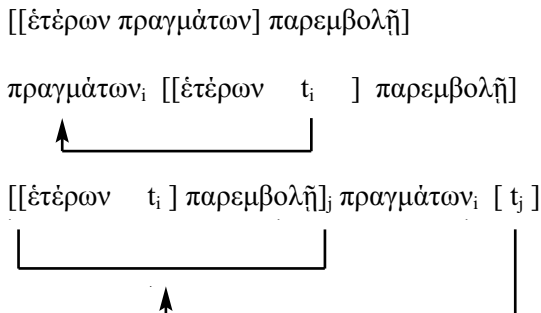 [[ἑτέρων πραγμάτων] παρεμβολῇ]
πραγμάτωνᵢ [[ἑτέρων tᵢ ] παρεμβολῇ]
[[ἑτέρων tᵢ ] παρεμβολῇ]ⱼ πραγμάτωνᵢ [ tⱼ ]